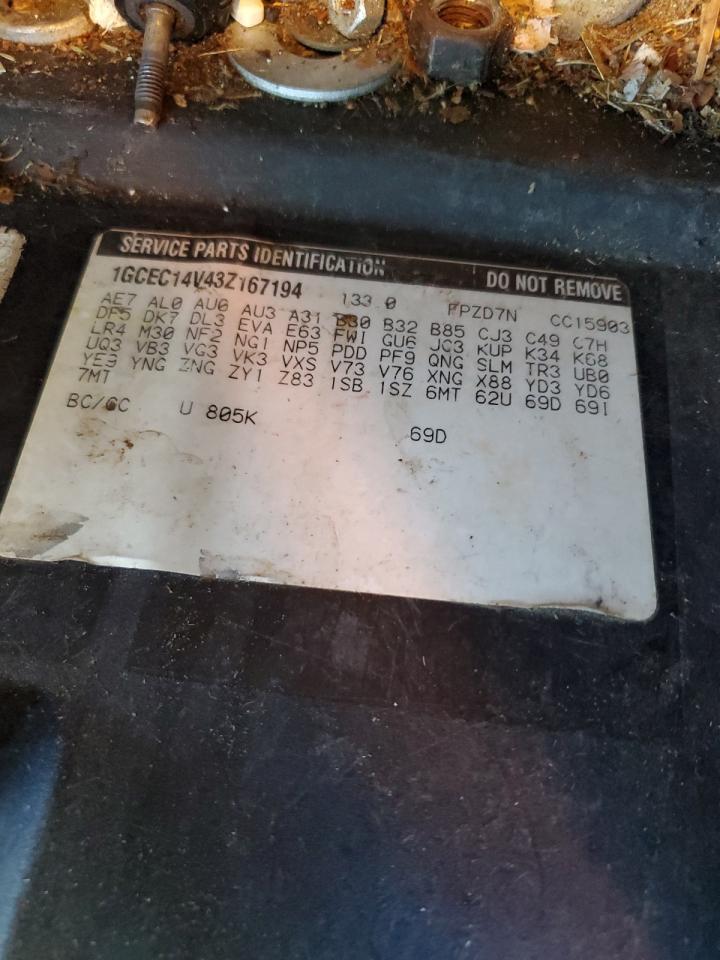 SERVICE PARTS IDENTIFICATION DO NOT REMOVE
1GCEC14V43Z167194 133.0 FPZD7N CC15903
AE7 AL0 AU0 AU3 A31 B30 B32 B85 CJ3 C49 C7H
DF5 DK7 DL3 EVA E63 FW1 GU6 JC3 KUP K34 K68
LR4 M30 NF2 NG1 NP5 PDD PF9 QNG SLM TR3 UB0
UQ3 VB3 VG3 VK3 VXS V73 V76 XNG X88 YD3 YD6
YE3 YNG ZNG ZY1 Z83 1SB 1SZ 6MT 62U 69D 69I
7MT
BC/CC U 805K 69D